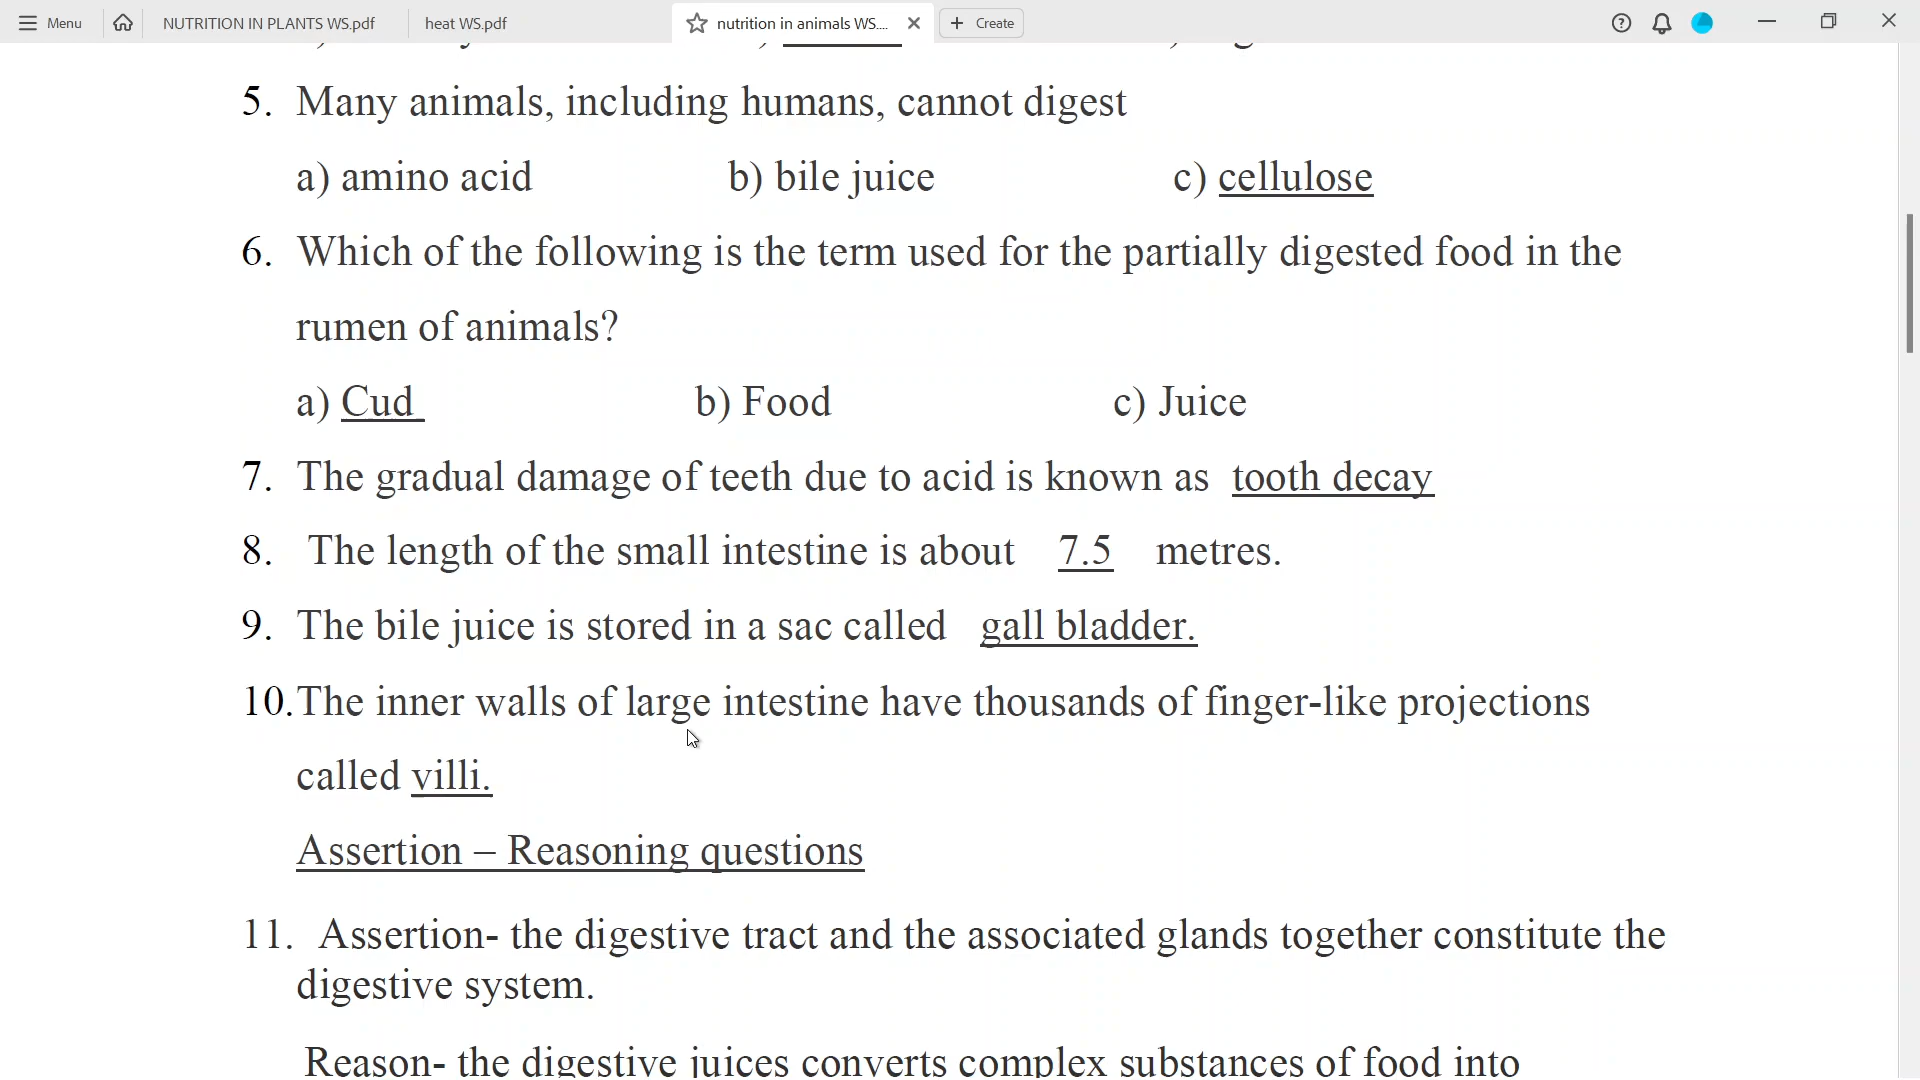 Menu
NUTRITION IN PLANTS WS.pdf
heat WS.pdf
nutrition in animals WS....
Create
5. Many animals, including humans, cannot digest
a) amino acid b) bile juice c) cellulose
6. Which of the following is the term used for the partially digested food in the
rumen of animals?
a) Cud b) Food c) Juice
7. The gradual damage of teeth due to acid is known as tooth decay
8. The length of the small intestine is about 7.5 metres.
9. The bile juice is stored in a sac called gall bladder.
10. The inner walls of large intestine have thousands of finger-like projections
called villi.
Assertion – Reasoning questions
11. Assertion- the digestive tract and the associated glands together constitute the
digestive system.
Reason- the digestive juices converts complex substances of food into